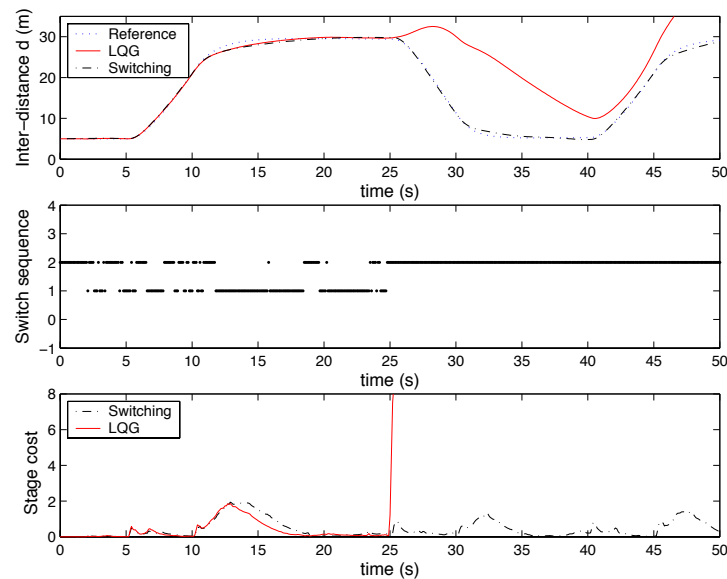 Inter−distance d (m)
30
20
10
0
Reference
LQG
Switching
0 5 10 15 20 25 30 35 40 45 50
time (s)
Switch sequence
4
3
2
1
0
−1
0 5 10 15 20 25 30 35 40 45 50
time (s)
Stage cost
8
6
4
2
0
Switching
LQG
0 5 10 15 20 25 30 35 40 45 50
time (s)